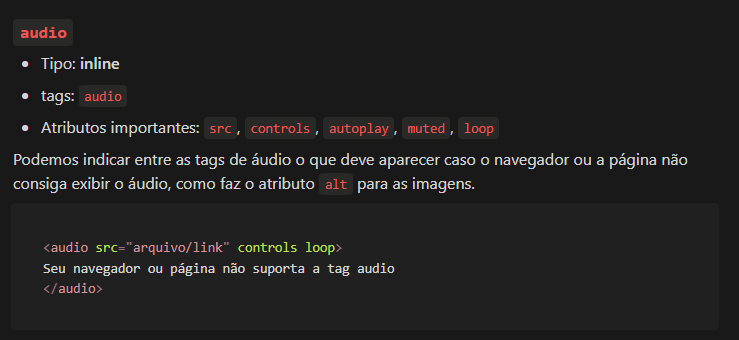 audio
Tipo: inline
tags: audio
Atributos importantes: src, controls, autoplay, muted, loop
Podemos indicar entre as tags de áudio o que deve aparecer caso o navegador ou a página não
consiga exibir o áudio, como faz o atributo alt para as imagens.
<audio src="arquivo/link" controls loop>
Seu navegador ou página não suporta a tag audio
</audio>